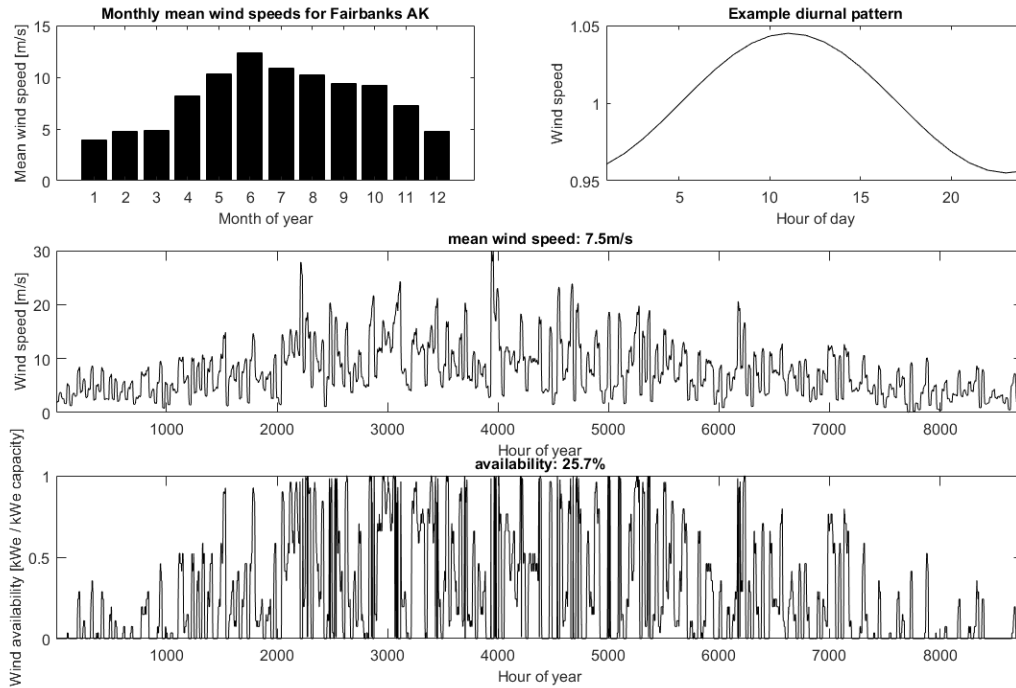 Monthly mean wind speeds for Fairbanks AK
Mean wind speed [m/s]
15
10
5
0
1 2 3 4 5 6 7 8 9 10 11 12
Month of year
Example diurnal pattern
Wind speed
1.05
1
0.95
5 10 15 20
Hour of day
mean wind speed: 7.5m/s
Wind speed [m/s]
30
20
10
0
1000 2000 3000 4000 5000 6000 7000 8000
Hour of year
availability: 25.7%
Wind availability [kWe / kWe capacity]
1
0.5
0
1000 2000 3000 4000 5000 6000 7000 8000
Hour of year